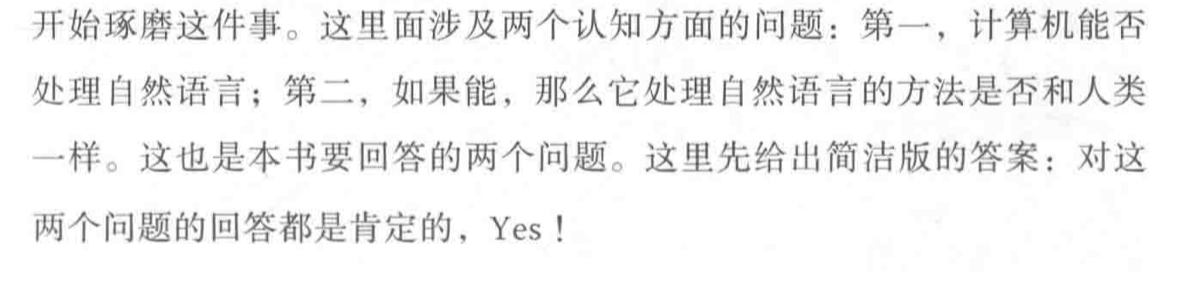 开始琢磨这件事。这里面涉及两个认知方面的问题：第一，计算机能否
处理自然语言；第二，如果能，那么它处理自然语言的方法是否和人类
一样。这也是本书要回答的两个问题。这里先给出简洁版的答案：对这
两个问题的回答都是肯定的，Yes！